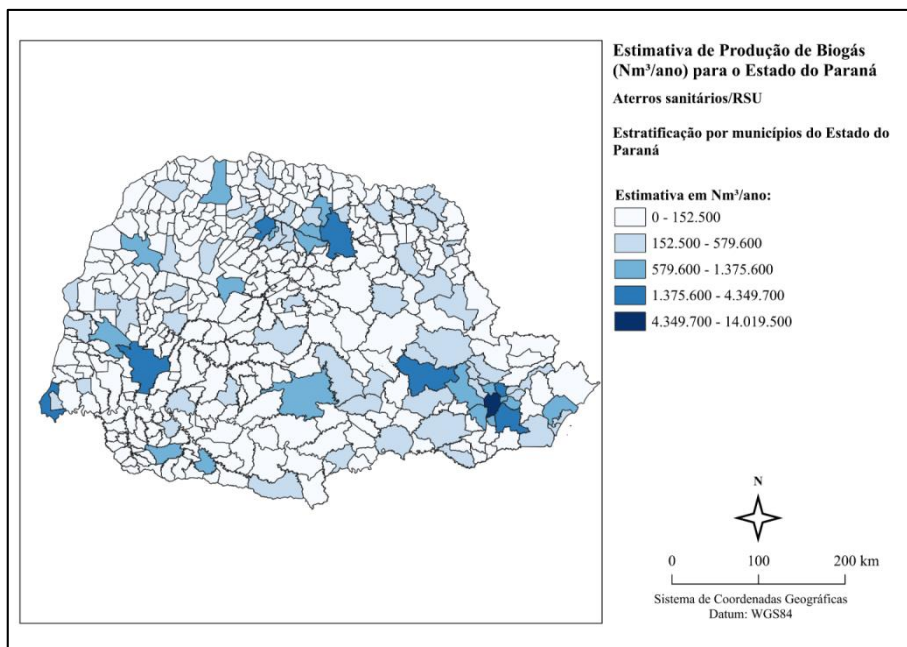 Estimativa de Produção de Biogás
(Nm³/ano) para o Estado do Paraná
Aterros sanitários/RSU
Estratificação por municípios do Estado do
Paraná
Estimativa em Nm³/ano:
0 - 152.500
152.500 - 579.600
579.600 - 1.375.600
1.375.600 - 4.349.700
4.349.700 - 14.019.500
N
0 100 200 km
Sistema de Coordenadas Geográficas
Datum: WGS84